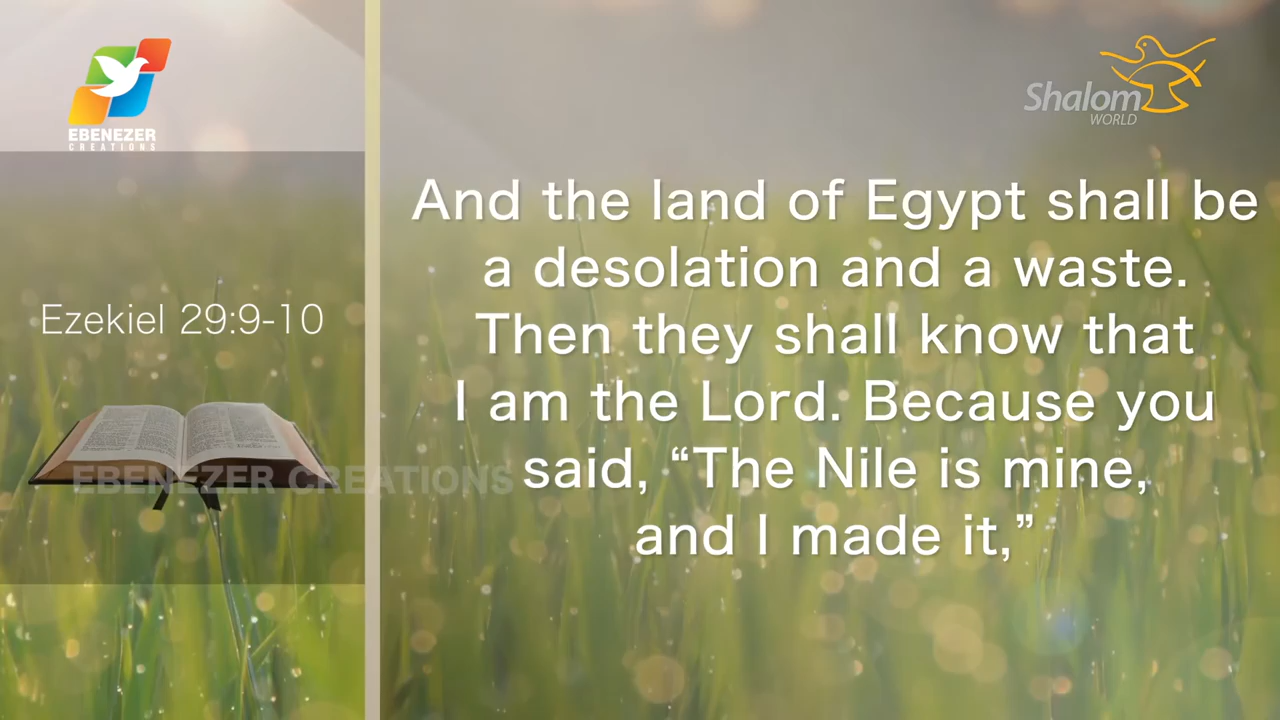 EBENEZER
CREATIONS
Shalom
WORLD
Ezekiel 29:9-10
And the land of Egypt shall be
a desolation and a waste.
Then they shall know that
I am the Lord. Because you
said, “The Nile is mine,
and I made it,”
EBENEZER CREATIONS